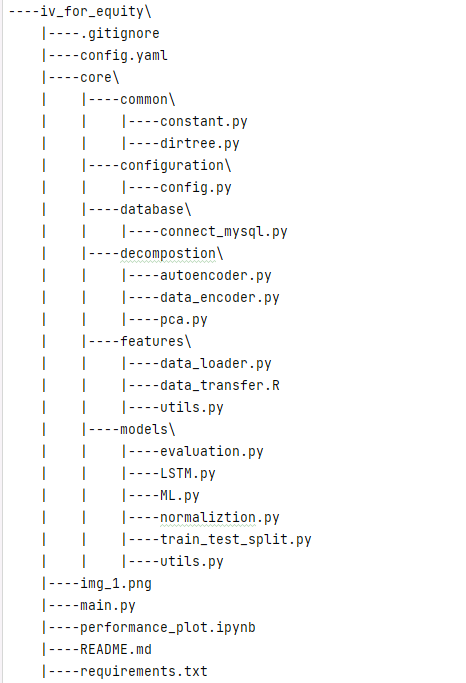 ----iv_for_equity\
    |----.gitignore
    |----config.yaml
    |----core\
    |    |----common\
    |    |    |----constant.py
    |    |    |----dirtree.py
    |    |----configuration\
    |    |    |----config.py
    |    |----database\
    |    |    |----connect_mysql.py
    |    |----decompostion\
    |    |    |----autoencoder.py
    |    |    |----data_encoder.py
    |    |    |----pca.py
    |    |----features\
    |    |    |----data_loader.py
    |    |    |----data_transfer.R
    |    |    |----utils.py
    |    |----models\
    |    |    |----evaluation.py
    |    |    |----LSTM.py
    |    |    |----ML.py
    |    |    |----normaliztion.py
    |    |    |----train_test_split.py
    |    |    |----utils.py
    |----img_1.png
    |----main.py
    |----performance_plot.ipynb
    |----README.md
    |----requirements.txt